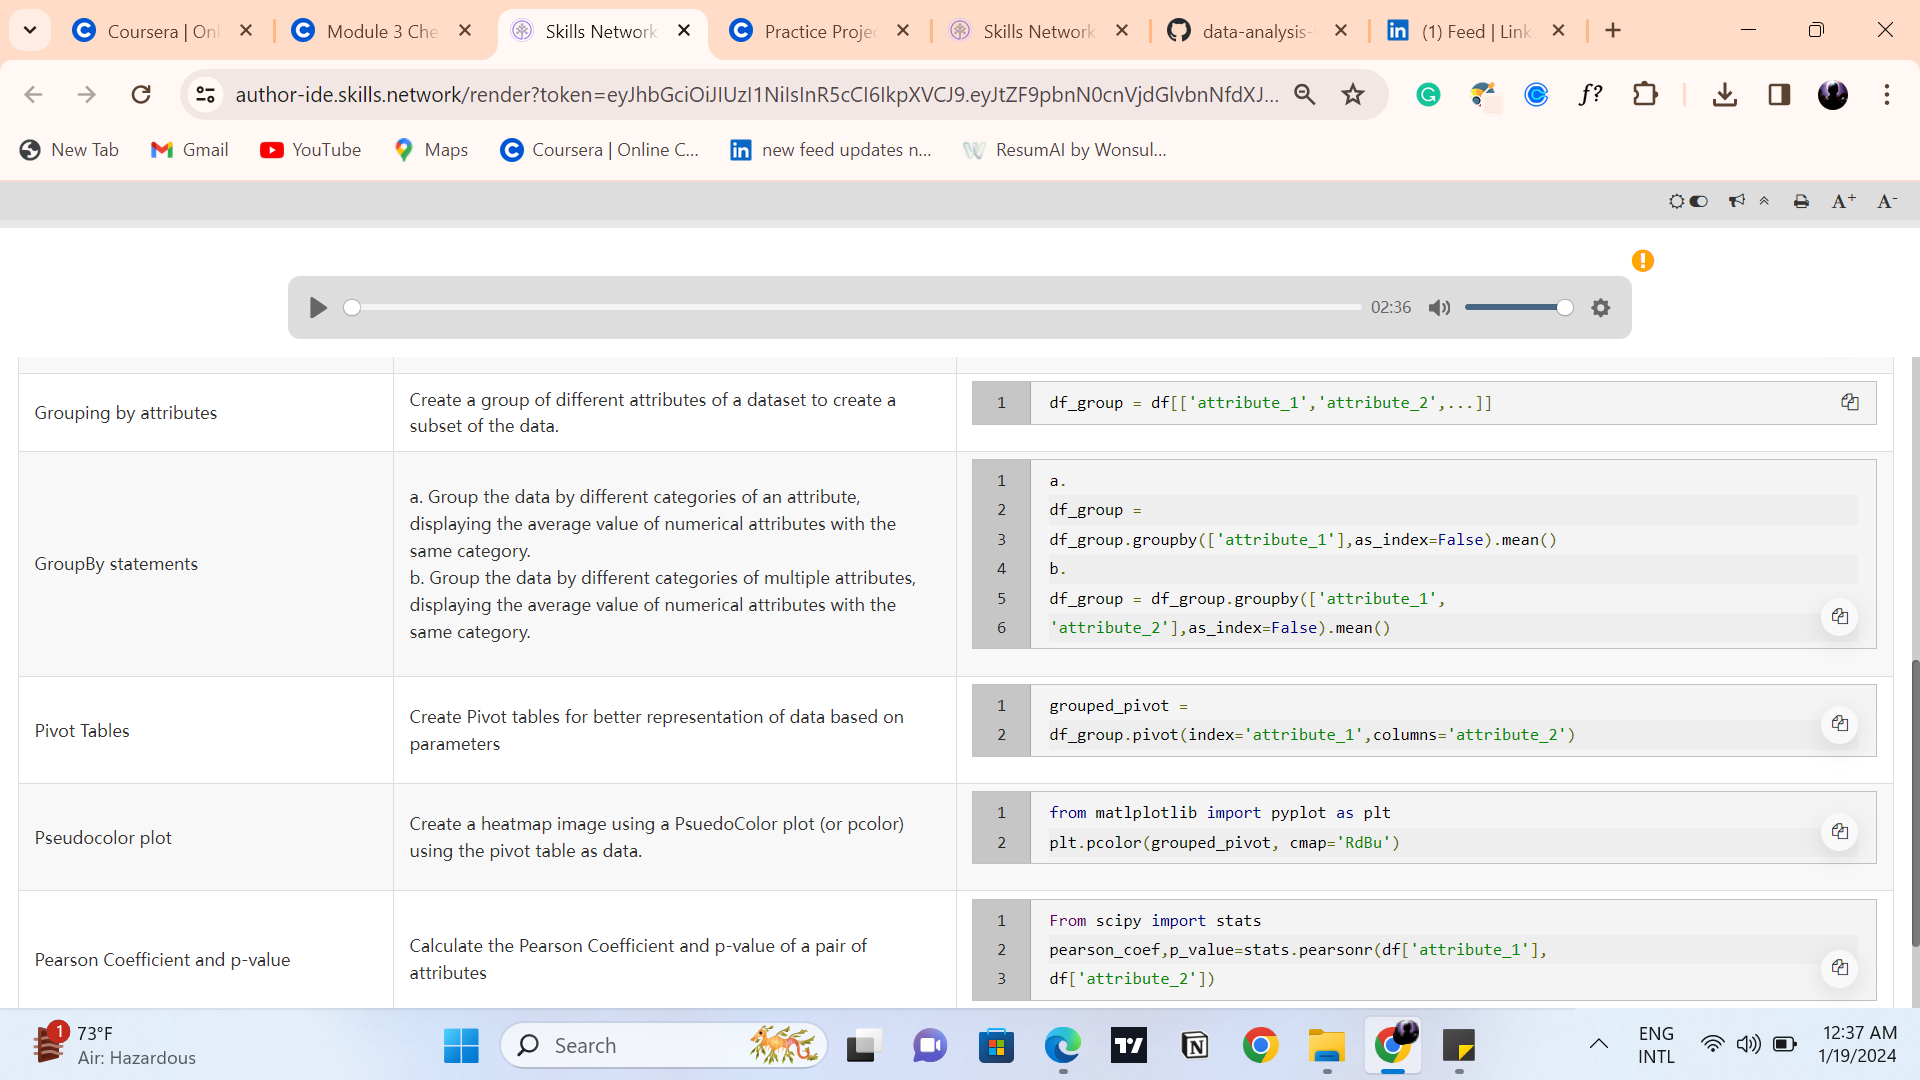 Coursera | Onl
Module 3 Che
Skills Network
Practice Projec
Skills Network
data-analysis-
(1) Feed | Link
author-ide.skills.network/render?token=eyJhbGciOiJIUzI1NiIsInR5cCI6IkpXVCJ9.eyJtZF9pbnN0cnVjdGlvbnNfdXJ...
f?
New Tab
Gmail
YouTube
Maps
Coursera | Online C...
new feed updates n...
ResumAI by Wonsul...
A+
A-
02:36
Grouping by attributes
Create a group of different attributes of a dataset to create a
subset of the data.
1 df_group = df[['attribute_1','attribute_2',...]]
GroupBy statements
a. Group the data by different categories of an attribute,
displaying the average value of numerical attributes with the
same category.
b. Group the data by different categories of multiple attributes,
displaying the average value of numerical attributes with the
same category.
1 a.
2 df_group =
3 df_group.groupby(['attribute_1'],as_index=False).mean()
4 b.
5 df_group = df_group.groupby(['attribute_1',
6 'attribute_2'],as_index=False).mean()
Pivot Tables
Create Pivot tables for better representation of data based on
parameters
1 grouped_pivot =
2 df_group.pivot(index='attribute_1',columns='attribute_2')
Pseudocolor plot
Create a heatmap image using a PsuedoColor plot (or pcolor)
using the pivot table as data.
1 from matlplotlib import pyplot as plt
2 plt.pcolor(grouped_pivot, cmap='RdBu')
Pearson Coefficient and p-value
Calculate the Pearson Coefficient and p-value of a pair of
attributes
1 From scipy import stats
2 pearson_coef,p_value=stats.pearsonr(df['attribute_1'],
3 df['attribute_2'])
1
73°F
Air: Hazardous
Search
ENG
INTL
12:37 AM
1/19/2024